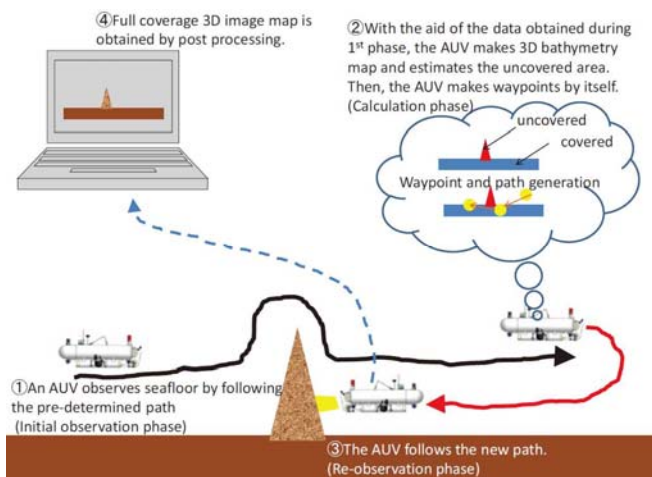 ④Full coverage 3D image map is
obtained by post processing.
②With the aid of the data obtained during
1st phase, the AUV makes 3D bathymetry
map and estimates the uncovered area.
Then, the AUV makes waypoints by itself.
(Calculation phase)
uncovered
covered
Waypoint and path generation
①An AUV observes seafloor by following
the pre-determined path
(Initial observation phase)
③The AUV follows the new path.
(Re-observation phase)